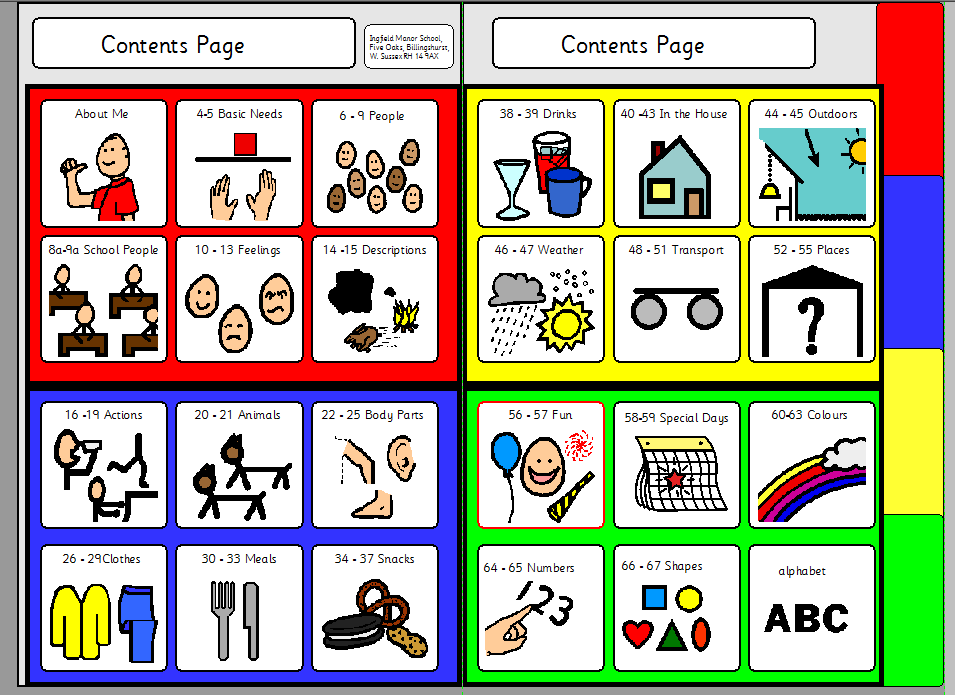 Contents Page
Ingfield Manor School,
Five Oaks, Billingshurst,
W. Sussex RH 14 9AX
About Me
4-5 Basic Needs
6 - 9 People
8a-9a School People
10 - 13 Feelings
14 -15 Descriptions
16 -19 Actions
20 - 21 Animals
22 - 25 Body Parts
26 - 29Clothes
30 - 33 Meals
34 - 37 Snacks
Contents Page
38 - 39 Drinks
40 -43 In the House
44 - 45 Outdoors
46 - 47 Weather
48 - 51 Transport
52 - 55 Places
?
56 - 57 Fun
58-59 Special Days
60-63 Colours
64 - 65 Numbers
123
66 - 67 Shapes
alphabet
ABC